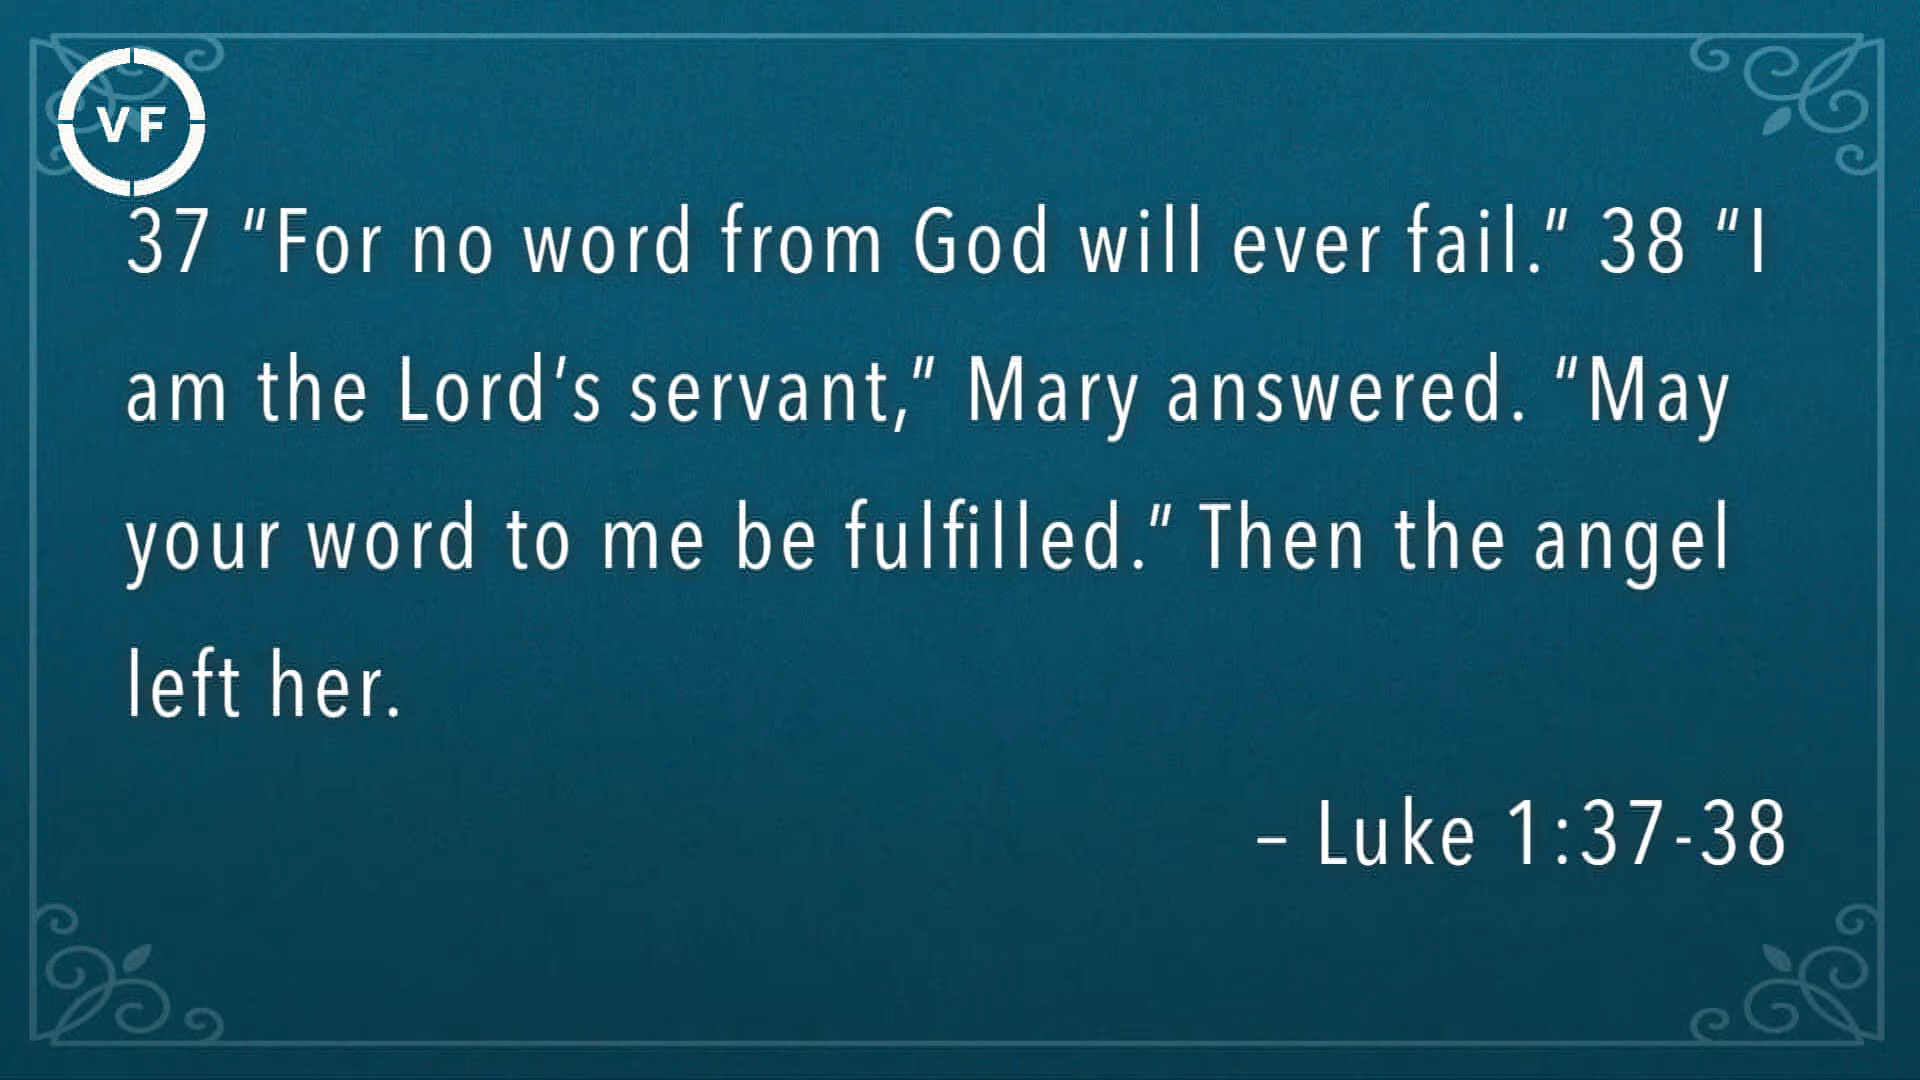 VF
37 “For no word from God will ever fail.” 38 “I
am the Lord’s servant,” Mary answered. “May
your word to me be fulfilled.” Then the angel
left her.
– Luke 1:37-38